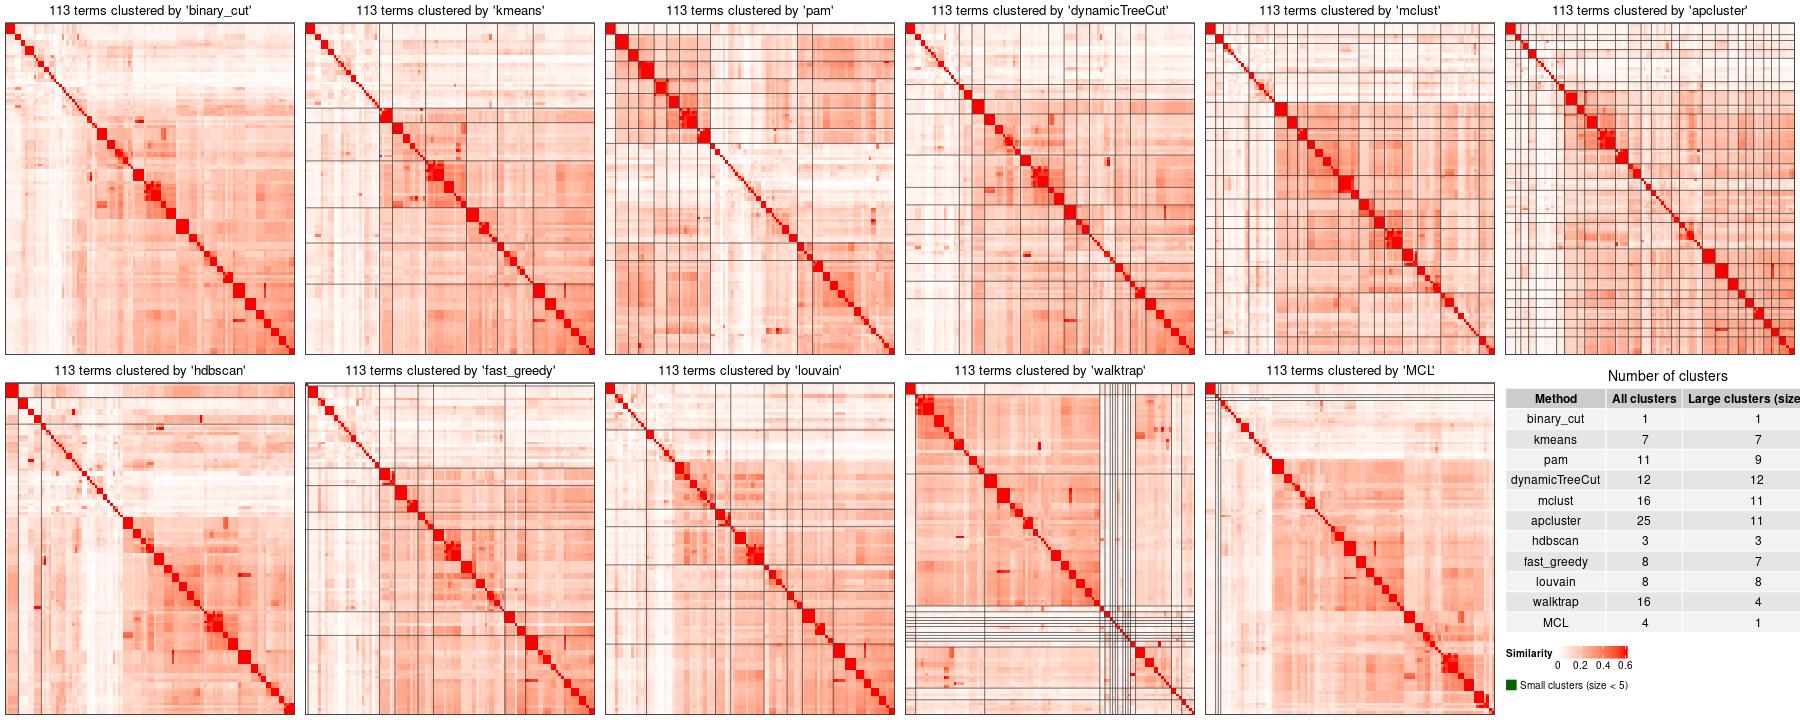 113 terms clustered by 'binary_cut'
113 terms clustered by 'kmeans'
113 terms clustered by 'pam'
113 terms clustered by 'dynamicTreeCut'
113 terms clustered by 'mclust'
113 terms clustered by 'apcluster'
113 terms clustered by 'hdbscan'
113 terms clustered by 'fast_greedy'
113 terms clustered by 'louvain'
113 terms clustered by 'walktrap'
113 terms clustered by 'MCL'
Number of clusters
Method All clusters Large clusters (size
binary_cut 1 1
kmeans 7 7
pam 11 9
dynamicTreeCut 12 12
mclust 16 11
apcluster 25 11
hdbscan 3 3
fast_greedy 8 7
louvain 8 8
walktrap 16 4
MCL 4 1
Similarity
0 0.2 0.4 0.6
Small clusters (size < 5)